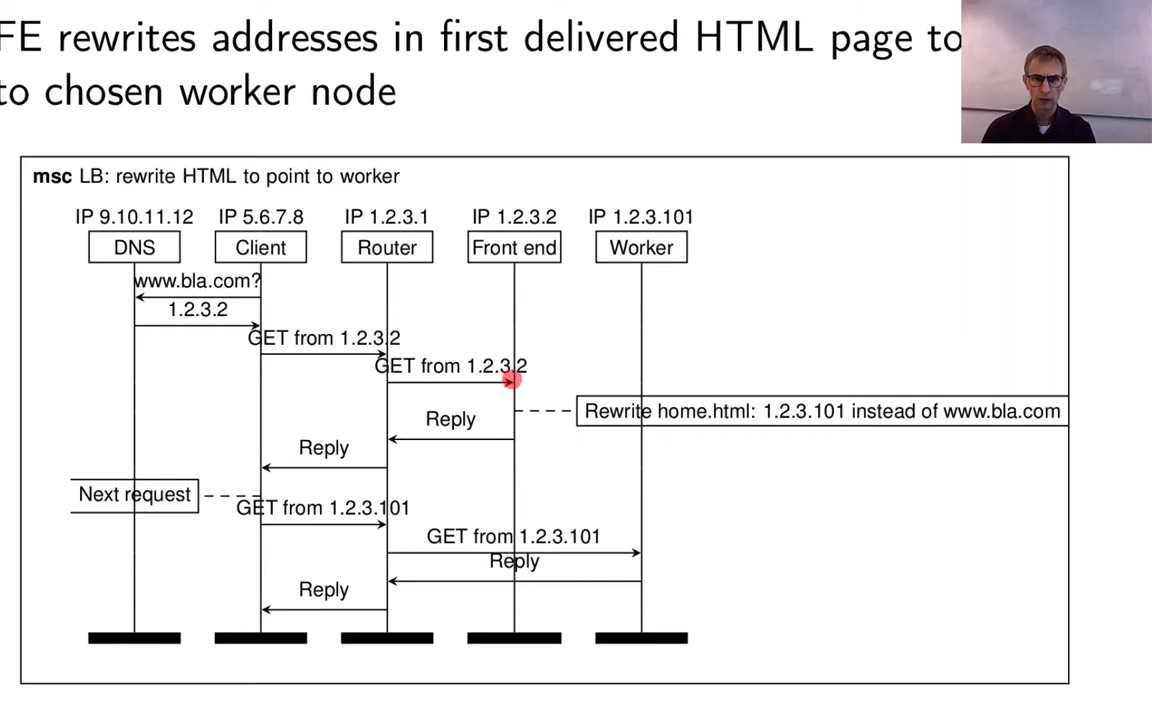 FE rewrites addresses in first delivered HTML page to
to chosen worker node
msc LB: rewrite HTML to point to worker
IP 9.10.11.12 IP 5.6.7.8 IP 1.2.3.1 IP 1.2.3.2 IP 1.2.3.101
DNS Client Router Front end Worker
www.bla.com?
1.2.3.2
GET from 1.2.3.2
GET from 1.2.3.2
Rewrite home.html: 1.2.3.101 instead of www.bla.com
Reply
Reply
Next request
GET from 1.2.3.101
GET from 1.2.3.101
Reply
Reply